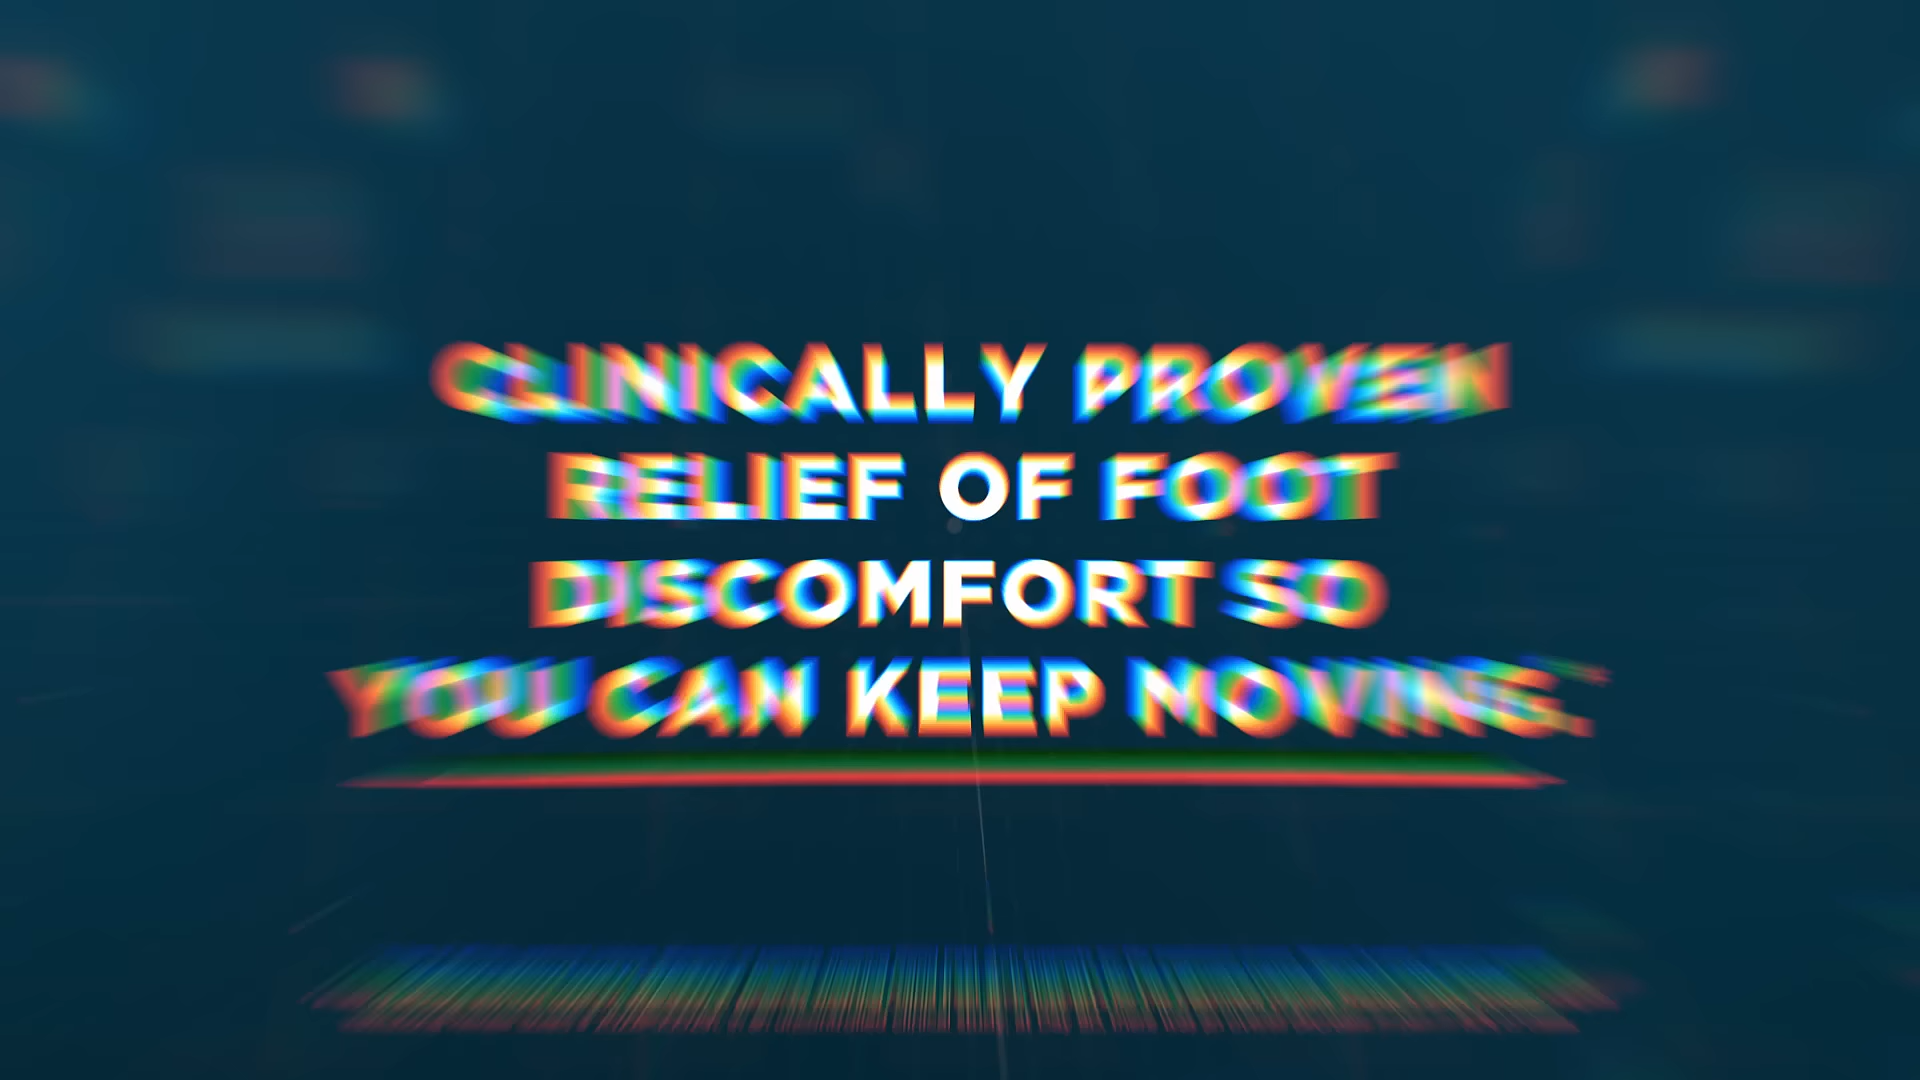 CLINICALLY PROVEN
RELIEF OF FOOT
DISCOMFORT SO
YOU CAN KEEP MOVING.